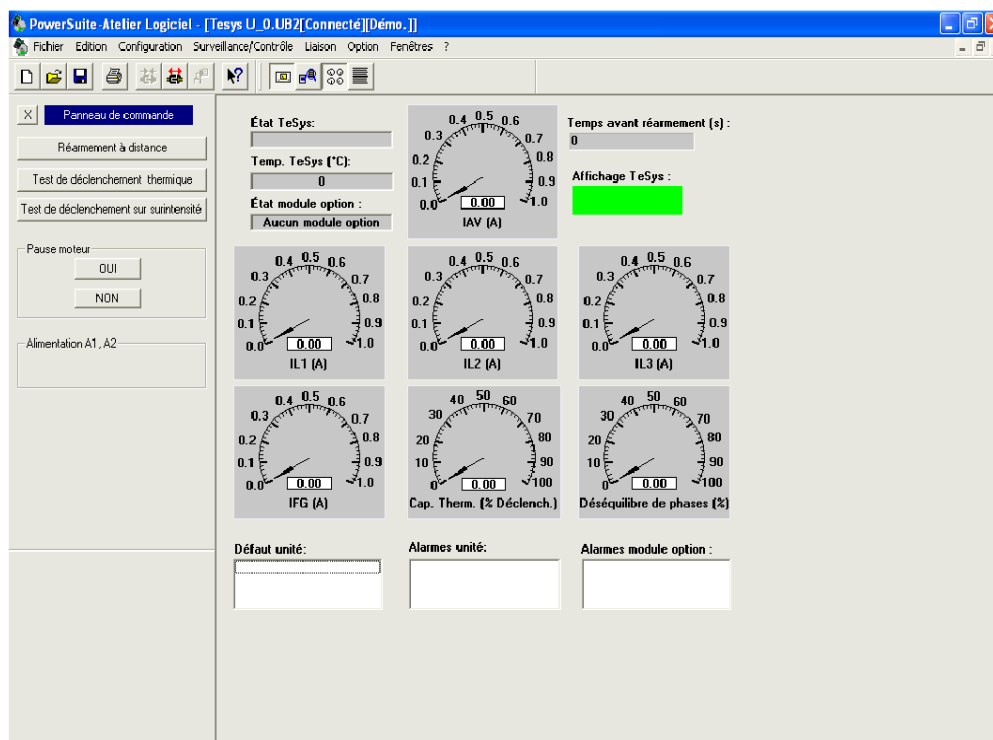 PowerSuite-Atelier Logiciel - [Tesys U_0.UB2[Connecté][Démo.]]
Fichier Edition Configuration Surveillance/Contrôle Liaison Option Fenêtres ?
X Panneau de commande
Réarmement à distance
Test de déclenchement thermique
Test de déclenchement sur surintensité
Pause moteur
OUI
NON
Alimentation A1, A2
État TeSys:
Temp. TeSys (°C):
0
État module option :
Aucun module option
0.0 0.1 0.2 0.3 0.4 0.5 0.6 0.7 0.8 0.9 1.0
0.00
IAV (A)
Temps avant réarmement (s) :
0
Affichage TeSys :
0.0 0.1 0.2 0.3 0.4 0.5 0.6 0.7 0.8 0.9 1.0
0.00
IL1 (A)
0.0 0.1 0.2 0.3 0.4 0.5 0.6 0.7 0.8 0.9 1.0
0.00
IL2 (A)
0.0 0.1 0.2 0.3 0.4 0.5 0.6 0.7 0.8 0.9 1.0
0.00
IL3 (A)
0.0 0.1 0.2 0.3 0.4 0.5 0.6 0.7 0.8 0.9 1.0
0.00
IFG (A)
0 10 20 30 40 50 60 70 80 90 100
0.00
Cap. Therm. (% Déclench.)
0 10 20 30 40 50 60 70 80 90 100
0.00
Déséquilibre de phases (%)
Défaut unité:
Alarmes unité:
Alarmes module option :